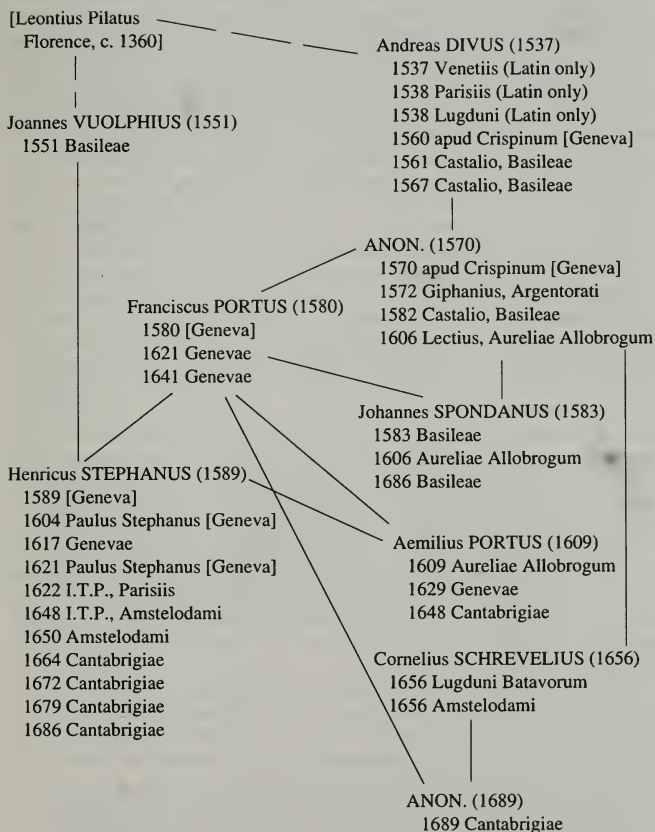 [Leontius Pilatus
Florence, c. 1360]
Andreas DIVUS (1537)
1537 Venetiis (Latin only)
1538 Parisiis (Latin only)
1538 Lugduni (Latin only)
1560 apud Crispinum [Geneva]
1561 Castalio, Basileae
1567 Castalio, Basileae
Joannes VUOLPHIUS (1551)
1551 Basileae
ANON. (1570)
1570 apud Crispinum [Geneva]
1572 Giphanius, Argentorati
1582 Castalio, Basileae
1606 Lectius, Aureliae Allobrogum
Franciscus PORTUS (1580)
1580 [Geneva]
1621 Genevae
1641 Genevae
Johannes SPONDANUS (1583)
1583 Basileae
1606 Aureliae Allobrogum
1686 Basileae
Henricus STEPHANUS (1589)
1589 [Geneva]
1604 Paulus Stephanus [Geneva]
1617 Genevae
1621 Paulus Stephanus [Geneva]
1622 I.T.P., Parisiis
1648 I.T.P., Amstelodami
1650 Amstelodami
1664 Cantabrigiae
1672 Cantabrigiae
1679 Cantabrigiae
1686 Cantabrigiae
Aemilius PORTUS (1609)
1609 Aureliae Allobrogum
1629 Genevae
1648 Cantabrigiae
Cornelius SCHREVELIUS (1656)
1656 Lugduni Batavorum
1656 Amstelodami
ANON. (1689)
1689 Cantabrigiae